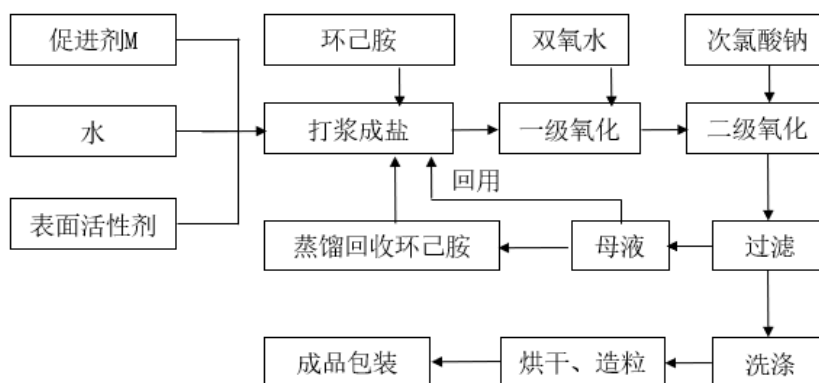 促进剂M
环己胺
双氧水
次氯酸钠
水
打浆成盐
一级氧化
二级氧化
回用
表面活性剂
蒸馏回收环己胺
母液
过滤
成品包装
烘干、造粒
洗涤